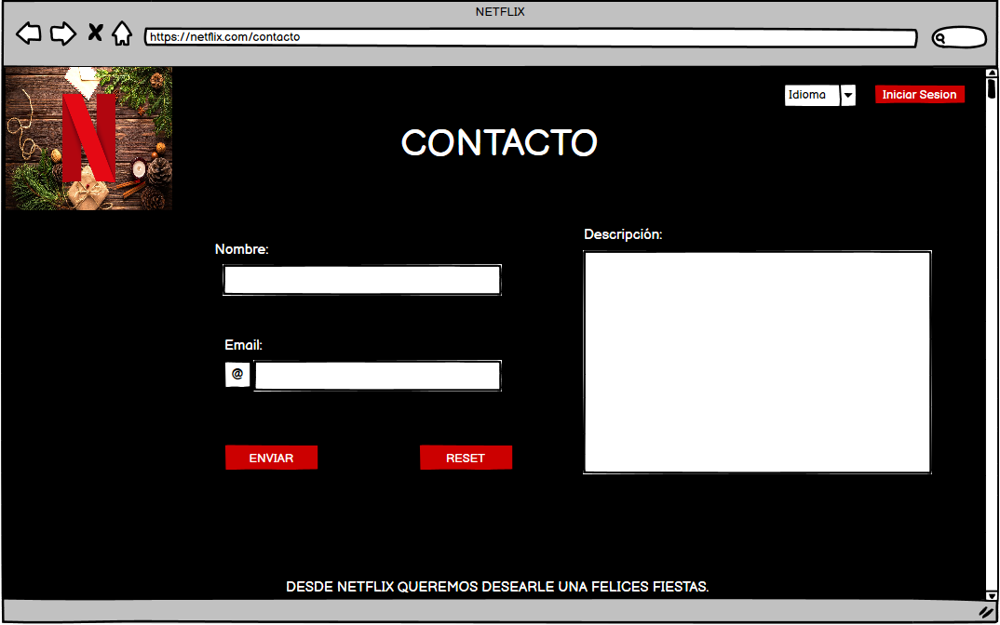 NETFLIX
https://netflix.com/contacto
Idioma
Iniciar Sesion
N
CONTACTO
Nombre:
Descripción:
Email:
@
ENVIAR
RESET
DESDE NETFLIX QUEREMOS DESEARLE UNA FELICES FIESTAS.